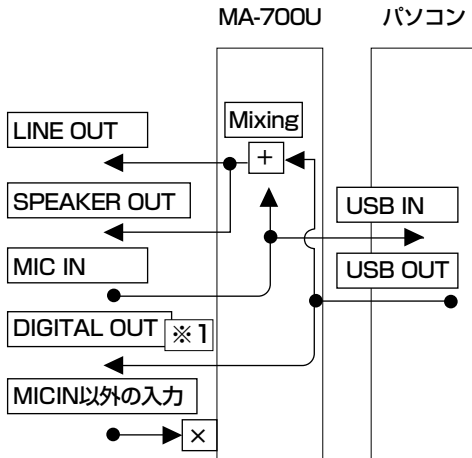 MA-700U パソコン
LINE OUT
Mixing
+
SPEAKER OUT
USB IN
MIC IN
USB OUT
DIGITAL OUT ※1
MICIN以外の入力
×